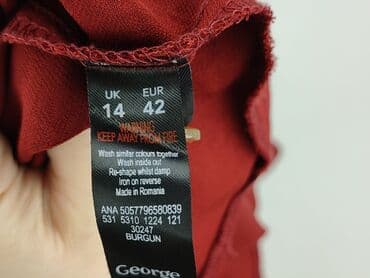 UK EUR
14 42
WARNING
KEEP AWAY FROM FIRE
Wash similar colours together
Wash inside out
Re-shape whilst damp
Iron on reverse
Made in Romania
ANA 5057796580839
531 5310 1224 121
30247
BURGUN
George